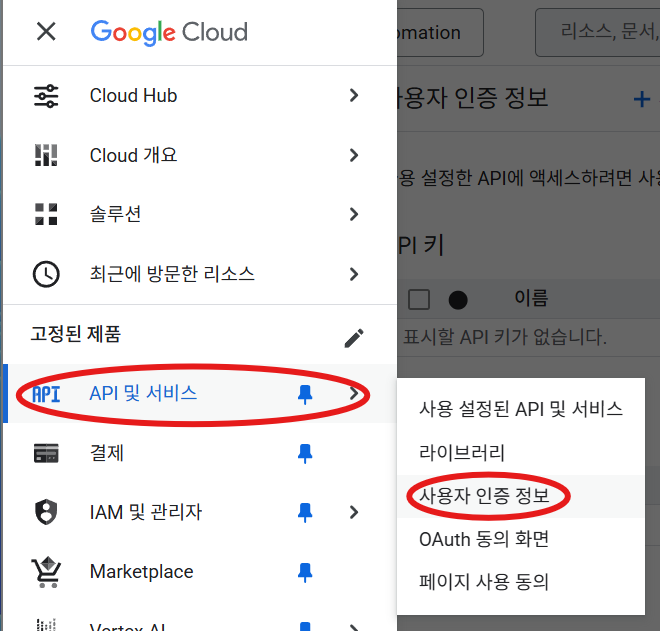 Google Cloud
omation
리소스, 문서,
Cloud Hub
사용자 인증 정보
Cloud 개요
용 설정한 API에 액세스하려면 사용
솔루션
PI 키
최근에 방문한 리소스
이름
고정된 제품
표시할 API 키가 없습니다.
API API 및 서비스
사용 설정된 API 및 서비스
결제
라이브러리
사용자 인증 정보
IAM 및 관리자
OAuth 동의 화면
Marketplace
페이지 사용 동의
Vertex AI